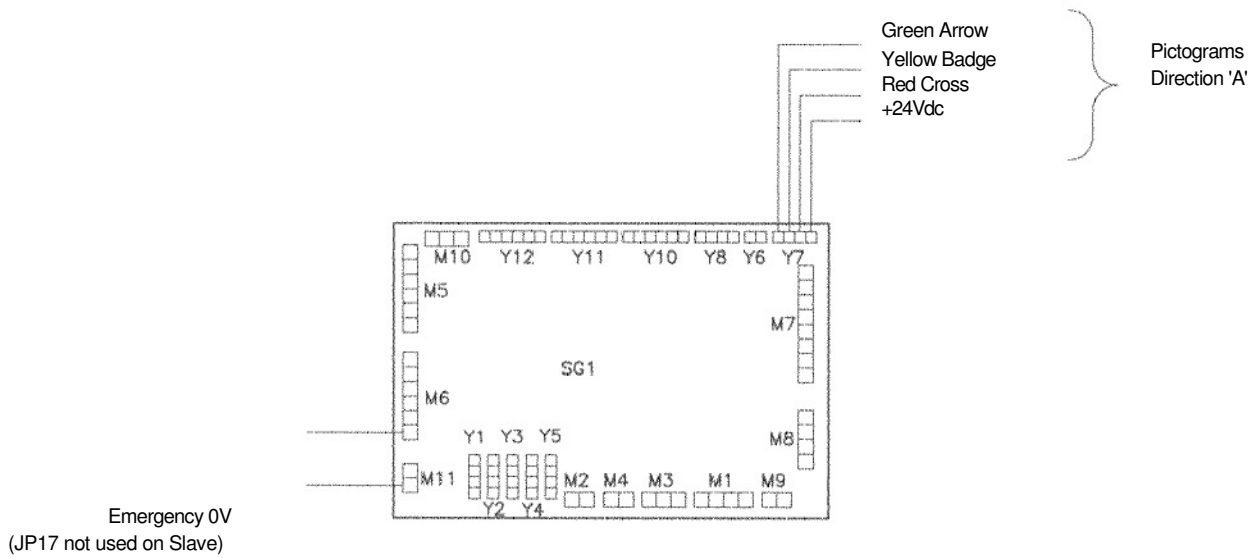 Green Arrow
Yellow Badge
Red Cross
+24Vdc
Pictograms
Direction 'A'
M10 Y12 Y11 Y10 Y8 Y6 Y7
M5
M7
SG1
M6
M8
Y1 Y3 Y5
M11
M2 M4 M3 M1 M9
Y2 Y4
Emergency 0V
(JP17 not used on Slave)